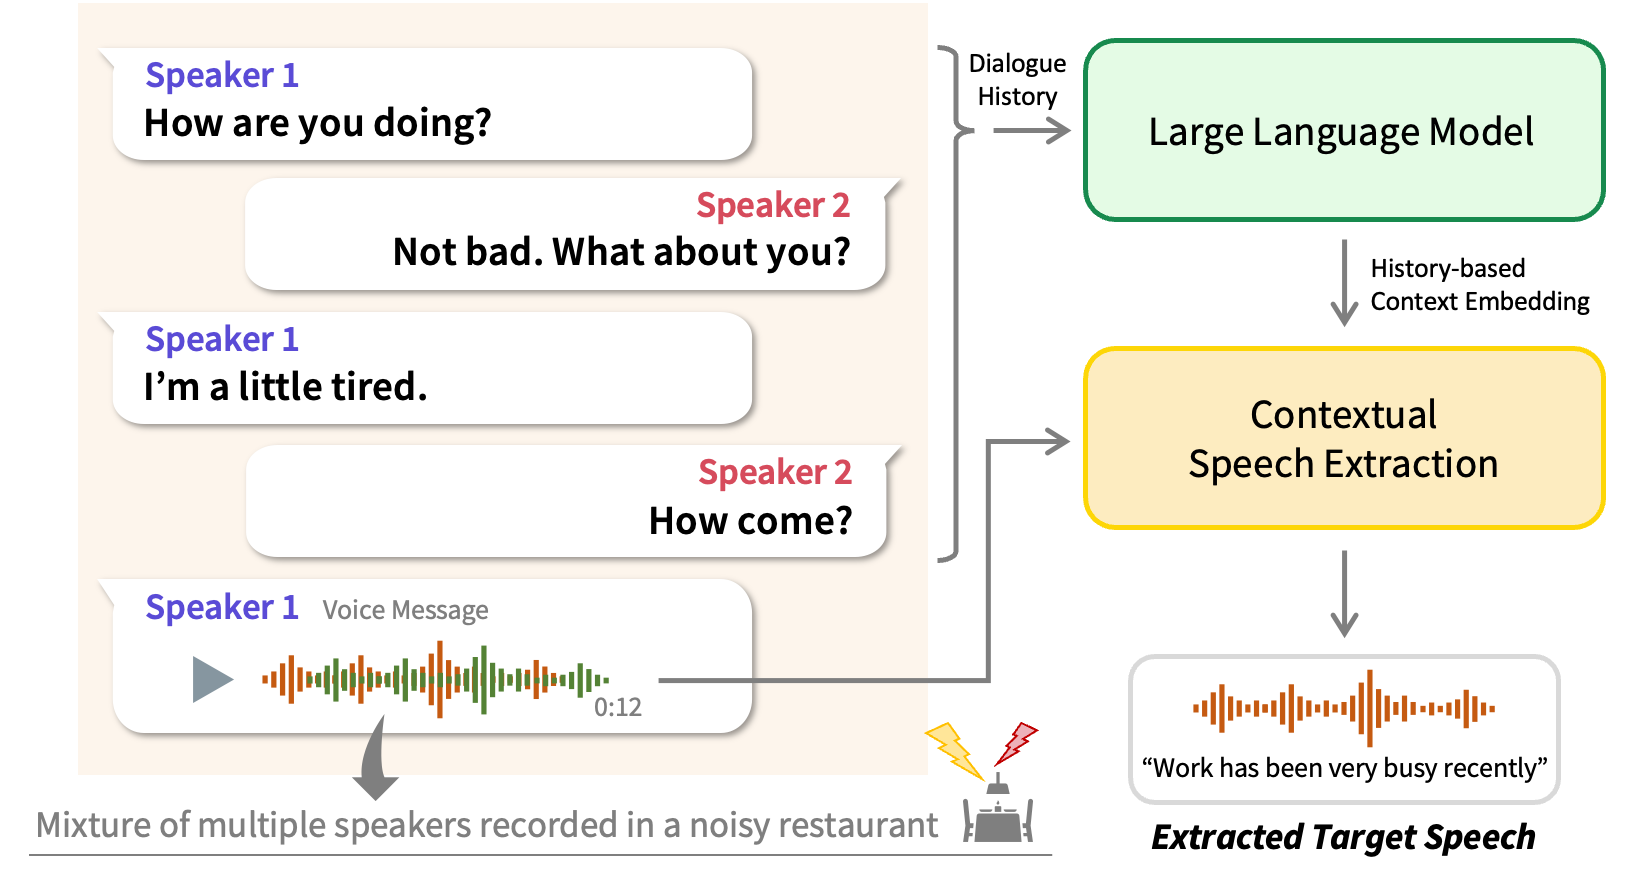 Speaker 1
How are you doing?
Speaker 2
Not bad. What about you?
Speaker 1
I’m a little tired.
Speaker 2
How come?
Speaker 1 Voice Message
0:12
Mixture of multiple speakers recorded in a noisy restaurant
Dialogue
History
Large Language Model
History-based
Context Embedding
Contextual
Speech Extraction
“Work has been very busy recently”
Extracted Target Speech